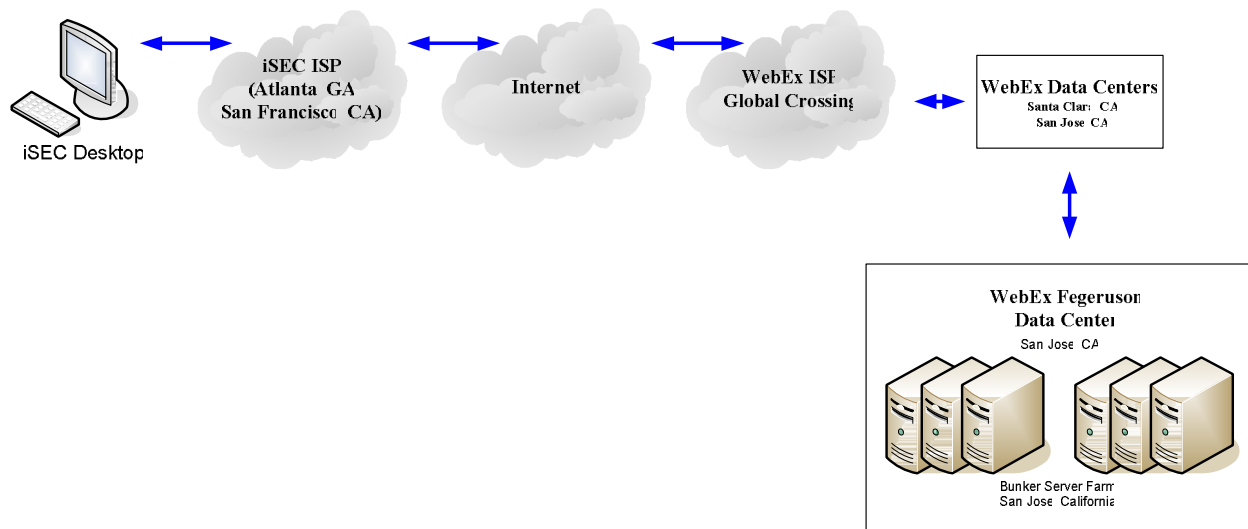 iSEC Desktop
iSEC ISP
(Atlanta GA
San Francisco CA)
Internet
WebEx ISP
Global Crossing
WebEx Data Centers
Santa Clara CA
San Jose CA
WebEx Fegeruson
Data Center
San Jose CA
Bunker Server Farm
San Jose California